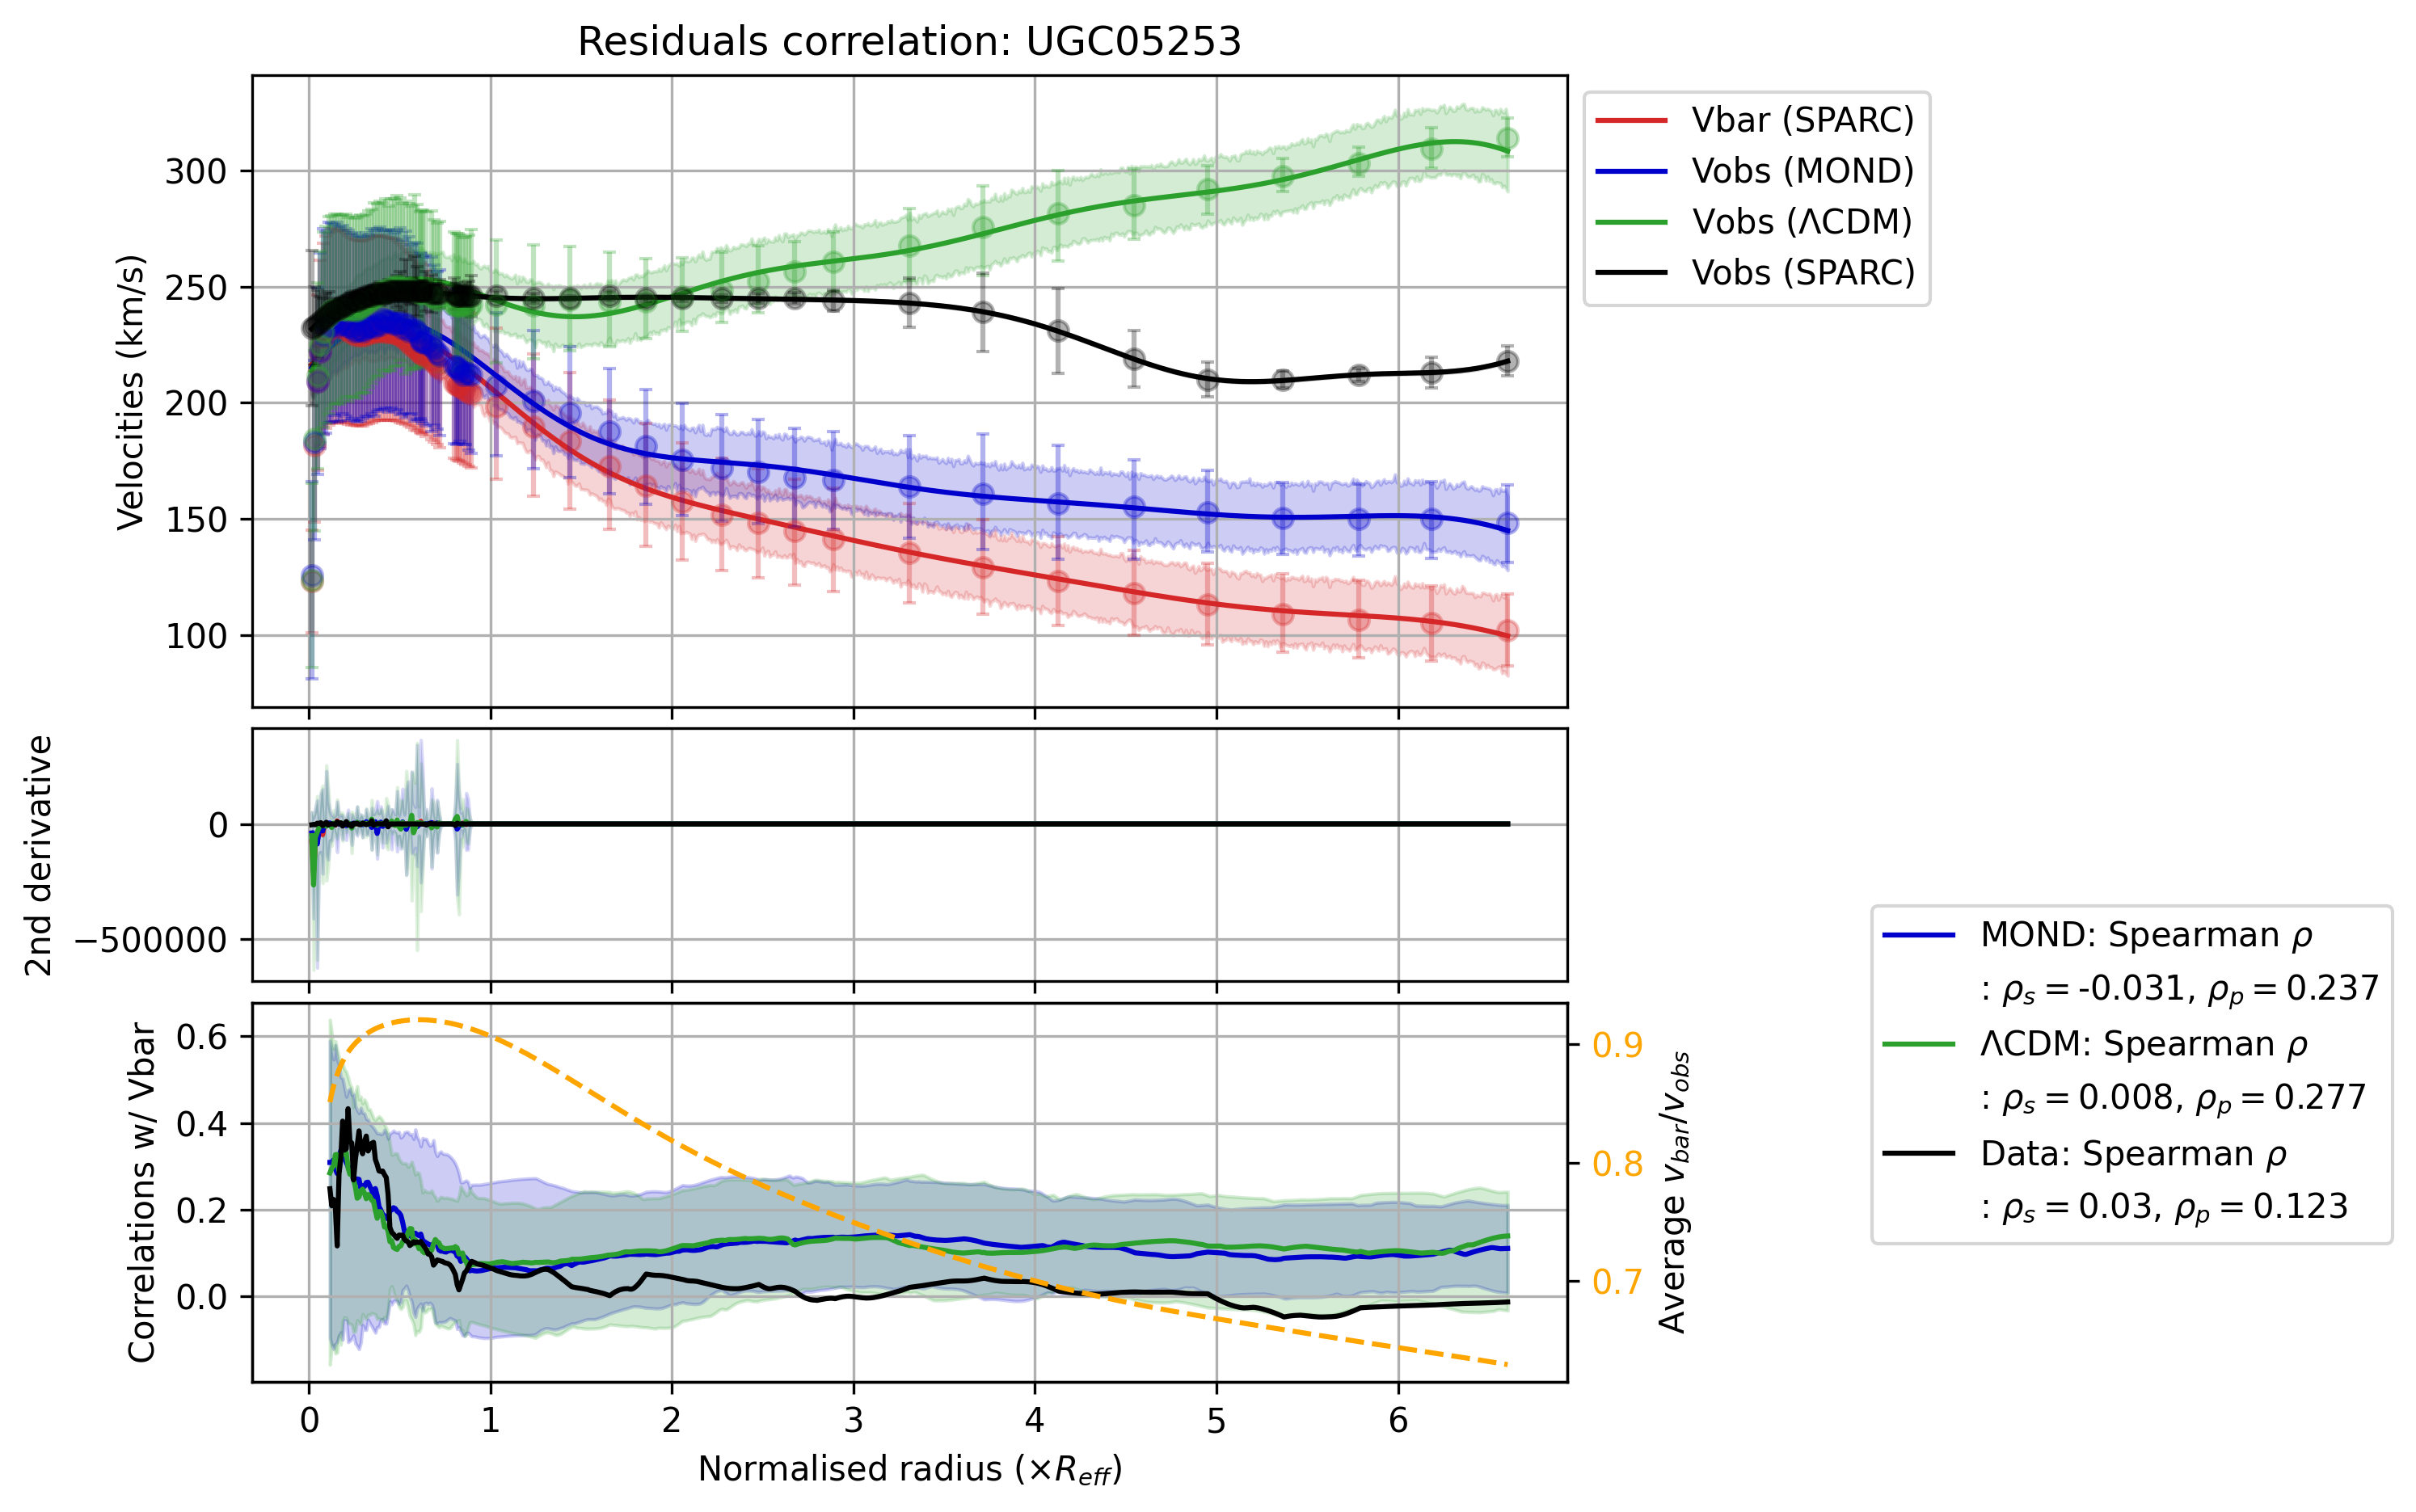 Residuals correlation: UGC05253
Velocities (km/s)
300
250
200
150
100
Vbar (SPARC)
Vobs (MOND)
Vobs (ΛCDM)
Vobs (SPARC)
2nd derivative
0
−500000
Correlations w/ Vbar
0.6
0.4
0.2
0.0
0.9
0.8
0.7
Average v_bar/v_obs
MOND: Spearman ρ
: ρ_s = -0.031, ρ_p = 0.237
ΛCDM: Spearman ρ
: ρ_s = 0.008, ρ_p = 0.277
Data: Spearman ρ
: ρ_s = 0.03, ρ_p = 0.123
0 1 2 3 4 5 6
Normalised radius (×R_eff)